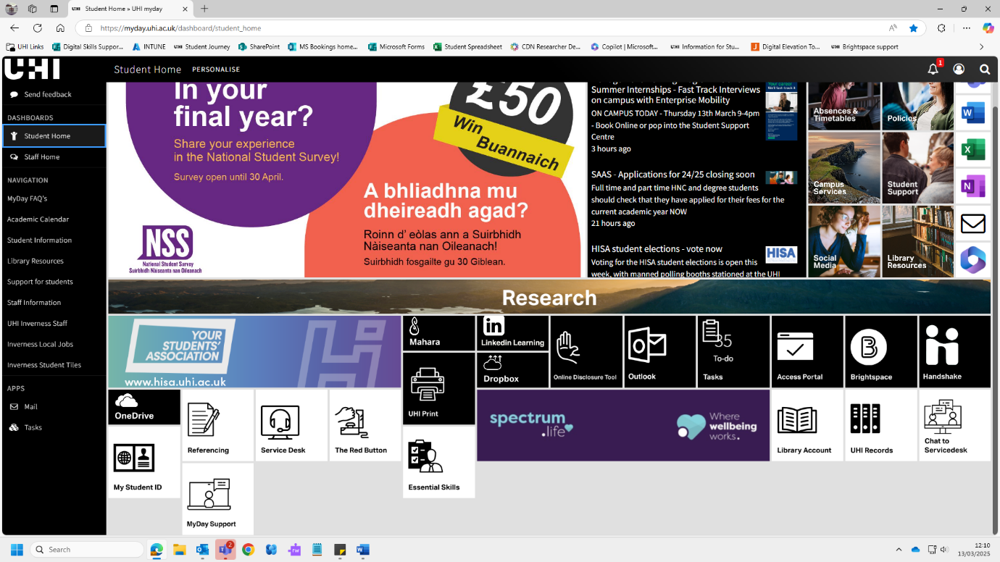 Student Home » UHI myday
https://myday.uhi.ac.uk/dashboard/student_home
UHI Links
Digital Skills Suppor...
INTUNE
Student Journey
SharePoint
MS Bookings home...
Microsoft Forms
Student Spreadsheet
CDN Researcher De...
Copilot | Microsoft...
Information for Stu...
Digital Elevation To...
Brightspace support
UHI
Student Home
PERSONALISE
1
Send feedback
DASHBOARDS
Student Home
Staff Home
NAVIGATION
MyDay FAQ's
Academic Calendar
Student Information
Library Resources
Support for students
Staff Information
UHI Inverness Staff
Inverness Local Jobs
Inverness Student Tiles
APPS
Mail
Tasks
In your
final year?
Share your experience
in the National Student Survey!
Survey open until 30 April.
NSS
National Student Survey
Suirbhidh Nàiseanta nan Oileanach
£50
Win
Buannaich
A bhliadhna mu
dheireadh agad?
Roinn d' eòlas ann a Suirbhidh
Nàiseanta nan Oileanach!
Suirbhidh fosgailte gu 30 Giblean.
Summer Internships - Fast Track Interviews
on campus with Enterprise Mobility
ON CAMPUS TODAY - Thursday 13th March 9-4pm
- Book Online or pop into the Student Support
Centre
3 hours ago
SAAS - Applications for 24/25 closing soon
Full time and part time HNC and degree students
should check that they have applied for their fees for the
current academic year NOW
21 hours ago
HISA student elections - vote now
HISA
Voting for the HISA student elections is open this
week, with manned polling booths stationed at the UHI
Absences &
Timetables
Policies
Campus
Services
Student
Support
Social
Media
Library
Resources
W
X
N
Research
YOUR
STUDENTS'
ASSOCIATION
www.hisa.uhi.ac.uk
Mahara
in
Linkedin Learning
UHI Print
Dropbox
Online Disclosure Tool
Outlook
35
To-do
Tasks
Access Portal
B
Brightspace
Handshake
OneDrive
My Student ID
Referencing
Service Desk
The Red Button
Essential Skills
spectrum
.life
Where
wellbeing
works.
Library Account
UHI Records
Chat to
Servicedesk
MyDay Support
Search
2
12:10
13/03/2025